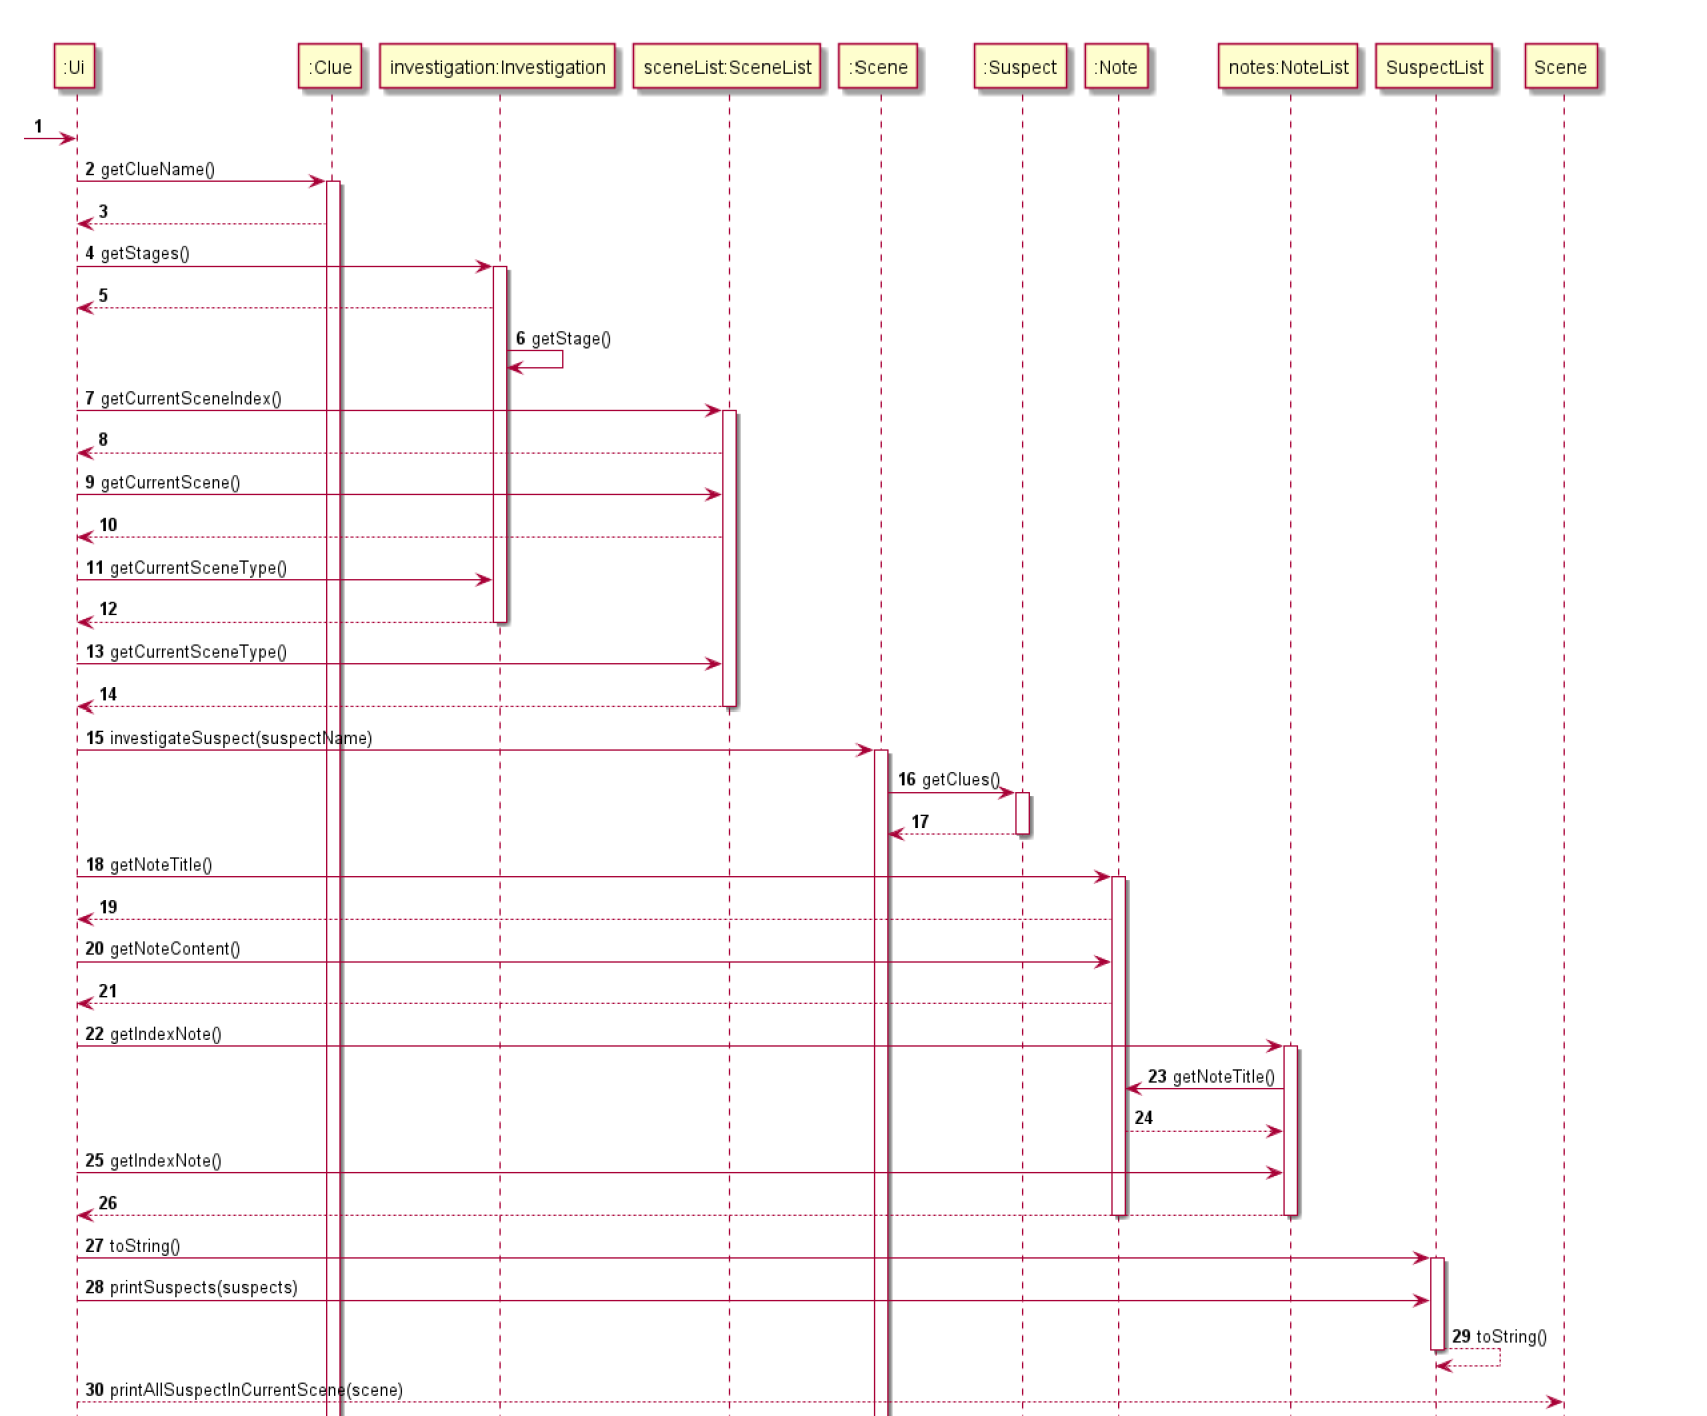 :Ui :Clue investigation:Investigation sceneList:SceneList :Scene :Suspect :Note notes:NoteList SuspectList Scene
1
2 getClueName()
3
4 getStages()
5
6 getStage()
7 getCurrentSceneIndex()
8
9 getCurrentScene()
10
11 getCurrentSceneType()
12
13 getCurrentSceneType()
14
15 investigateSuspect(suspectName)
16 getClues()
17
18 getNoteTitle()
19
20 getNoteContent()
21
22 getIndexNote()
23 getNoteTitle()
24
25 getIndexNote()
26
27 toString()
28 printSuspects(suspects)
29 toString()
30 printAllSuspectInCurrentScene(scene)